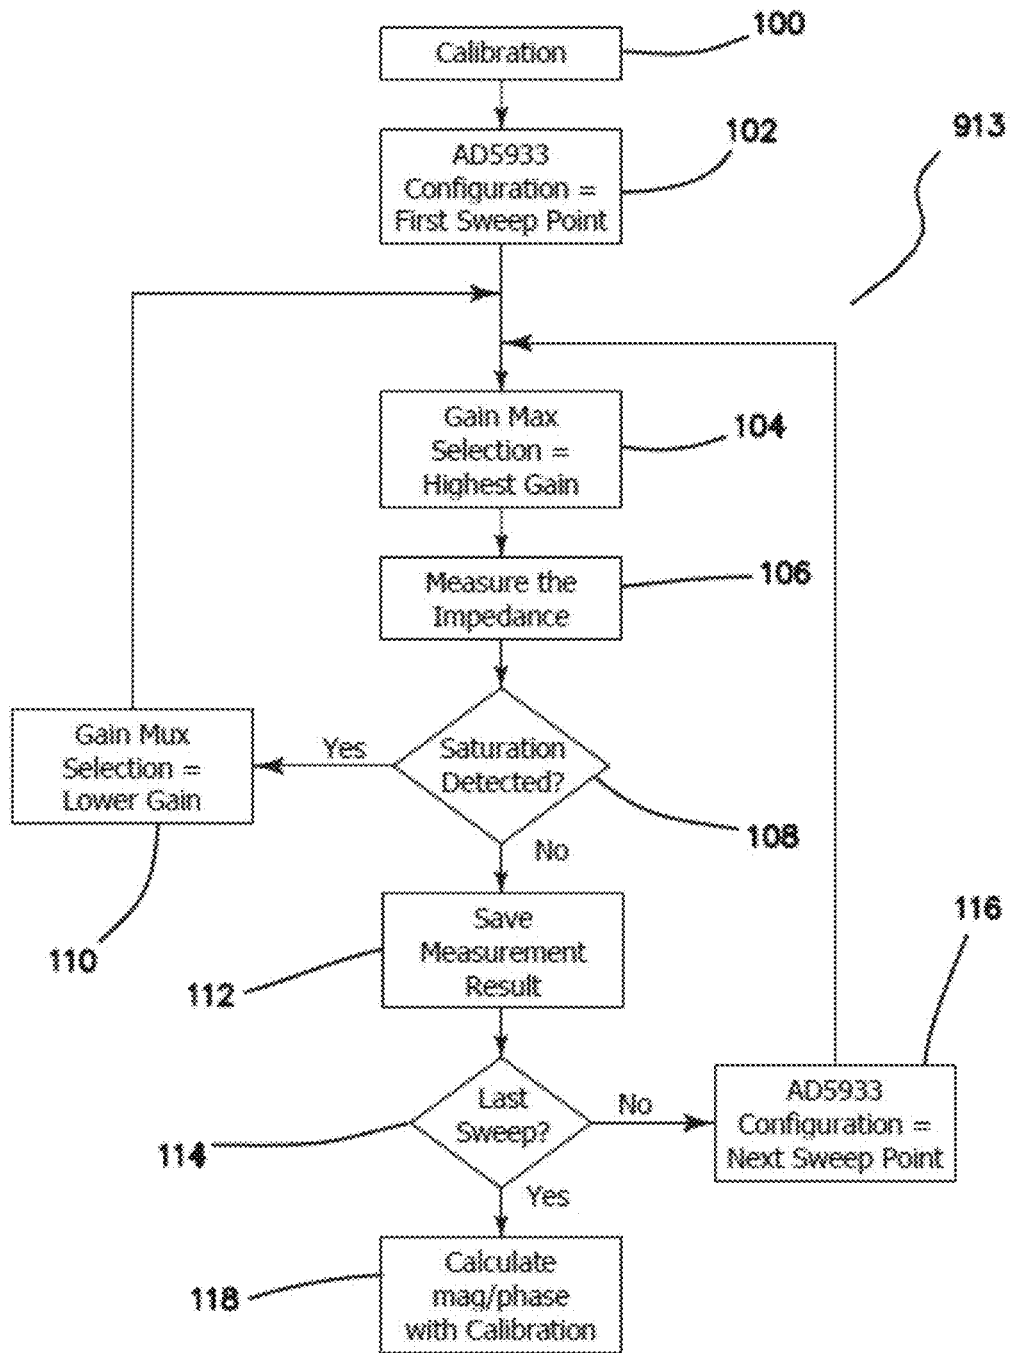 Calibration
100
AD5933
Configuration =
First Sweep Point
102
913
Gain Max
Selection =
Highest Gain
104
Measure the
Impedance
106
Gain Mux
Selection =
Lower Gain
110
Yes
Saturation
Detected?
108
No
Save
Measurement
Result
112
116
Last
Sweep?
114
No
AD5933
Configuration =
Next Sweep Point
Yes
Calculate
mag/phase
with Calibration
118